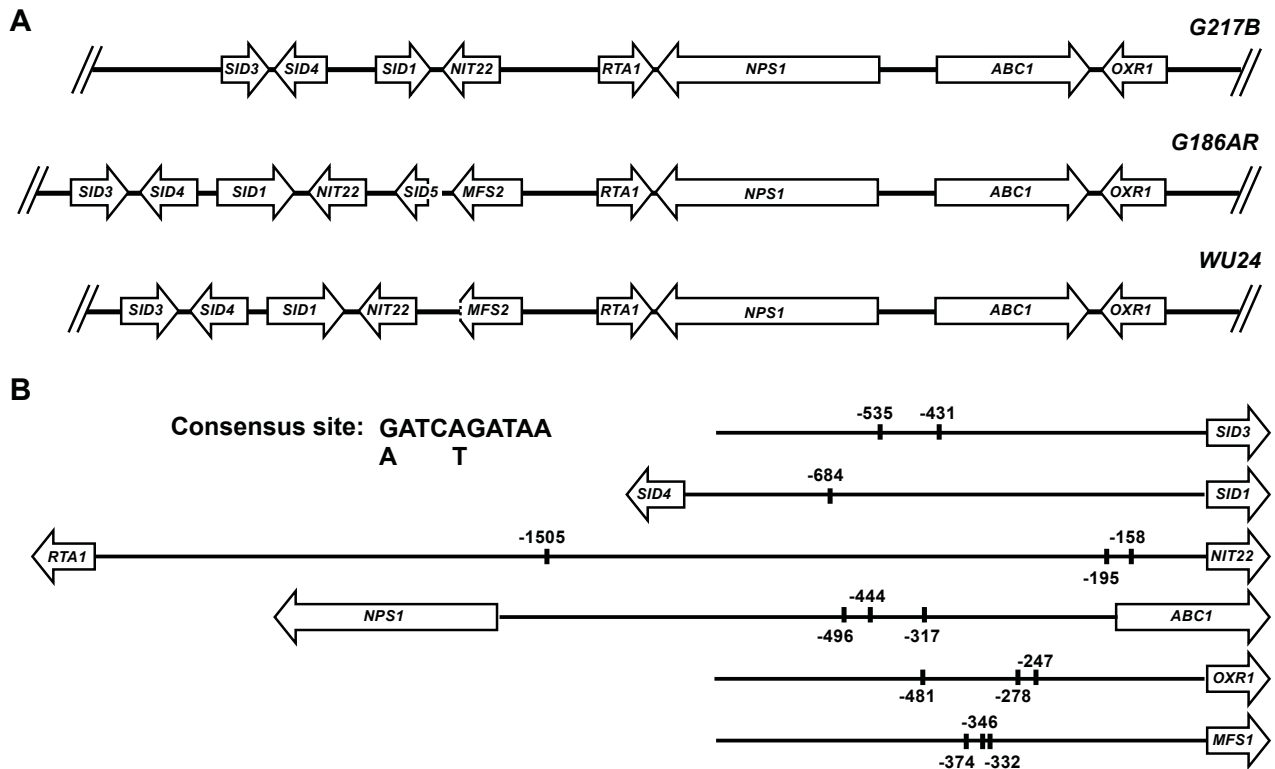 A
G217B
SID3 SID4 SID1 NIT22 RTA1 NPS1 ABC1 OXR1
G186AR
SID3 SID4 SID1 NIT22 SID5 MFS2 RTA1 NPS1 ABC1 OXR1
WU24
SID3 SID4 SID1 NIT22 MFS2 RTA1 NPS1 ABC1 OXR1
B
Consensus site: GATCAGATAA
A T
-535 -431
SID3
-684
SID4 SID1
-1505 -158
RTA1 NIT22
-195
-444
NPS1 ABC1
-496 -317
-247
OXR1
-481 -278
-346
MFS1
-374 -332